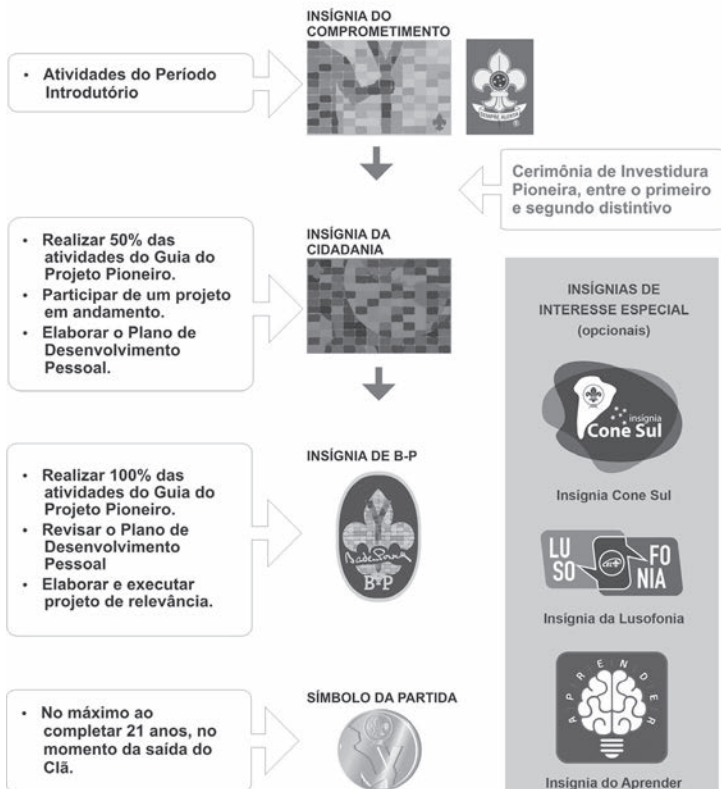 INSÍGNIA DO
COMPROMETIMENTO
• Atividades do Período
Introdutório
SEMPRE ALERTA
®
Cerimônia de Investidura
Pioneira, entre o primeiro
e segundo distintivo
INSÍGNIA DA
CIDADANIA
• Realizar 50% das
atividades do Guia do
Projeto Pioneiro.
• Participar de um projeto
em andamento.
• Elaborar o Plano de
Desenvolvimento
Pessoal.
INSÍGNIA DE B-P
• Realizar 100% das
atividades do Guia do
Projeto Pioneiro.
• Revisar o Plano de
Desenvolvimento
Pessoal
• Elaborar e executar
projeto de relevância.
B-P
SÍMBOLO DA PARTIDA
• No máximo ao
completar 21 anos, no
momento da saída do
Clã.
INSÍGNIAS DE
INTERESSE ESPECIAL
(opcionais)
insígnia
Cone Sul
Insígnia Cone Sul
LU
SO
FO
NIA
Insígnia da Lusofonia
APRENDER
Insígnia do Aprender